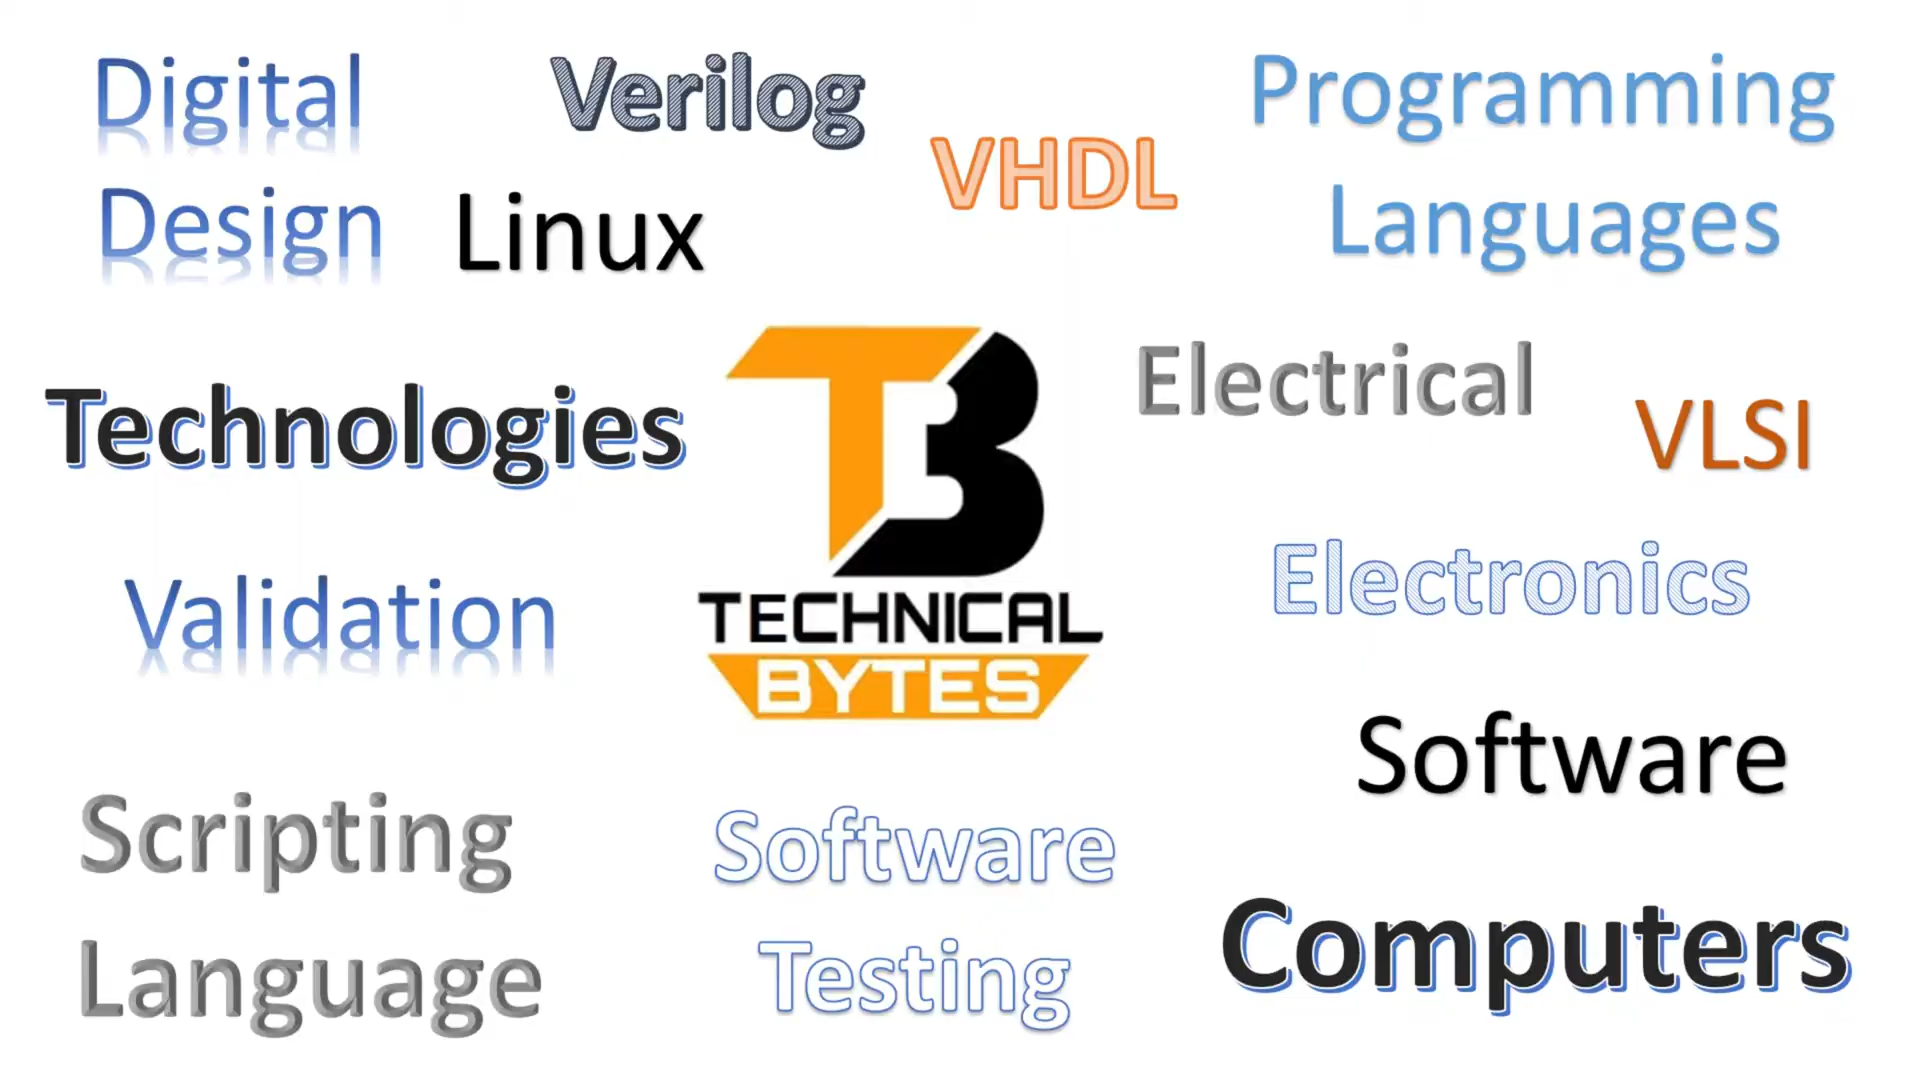 Digital
Design
Verilog
VHDL
Linux
Programming
Languages
Technologies
TB
TECHNICAL
BYTES
Electrical
VLSI
Validation
Electronics
Software
Scripting
Language
Software
Testing
Computers